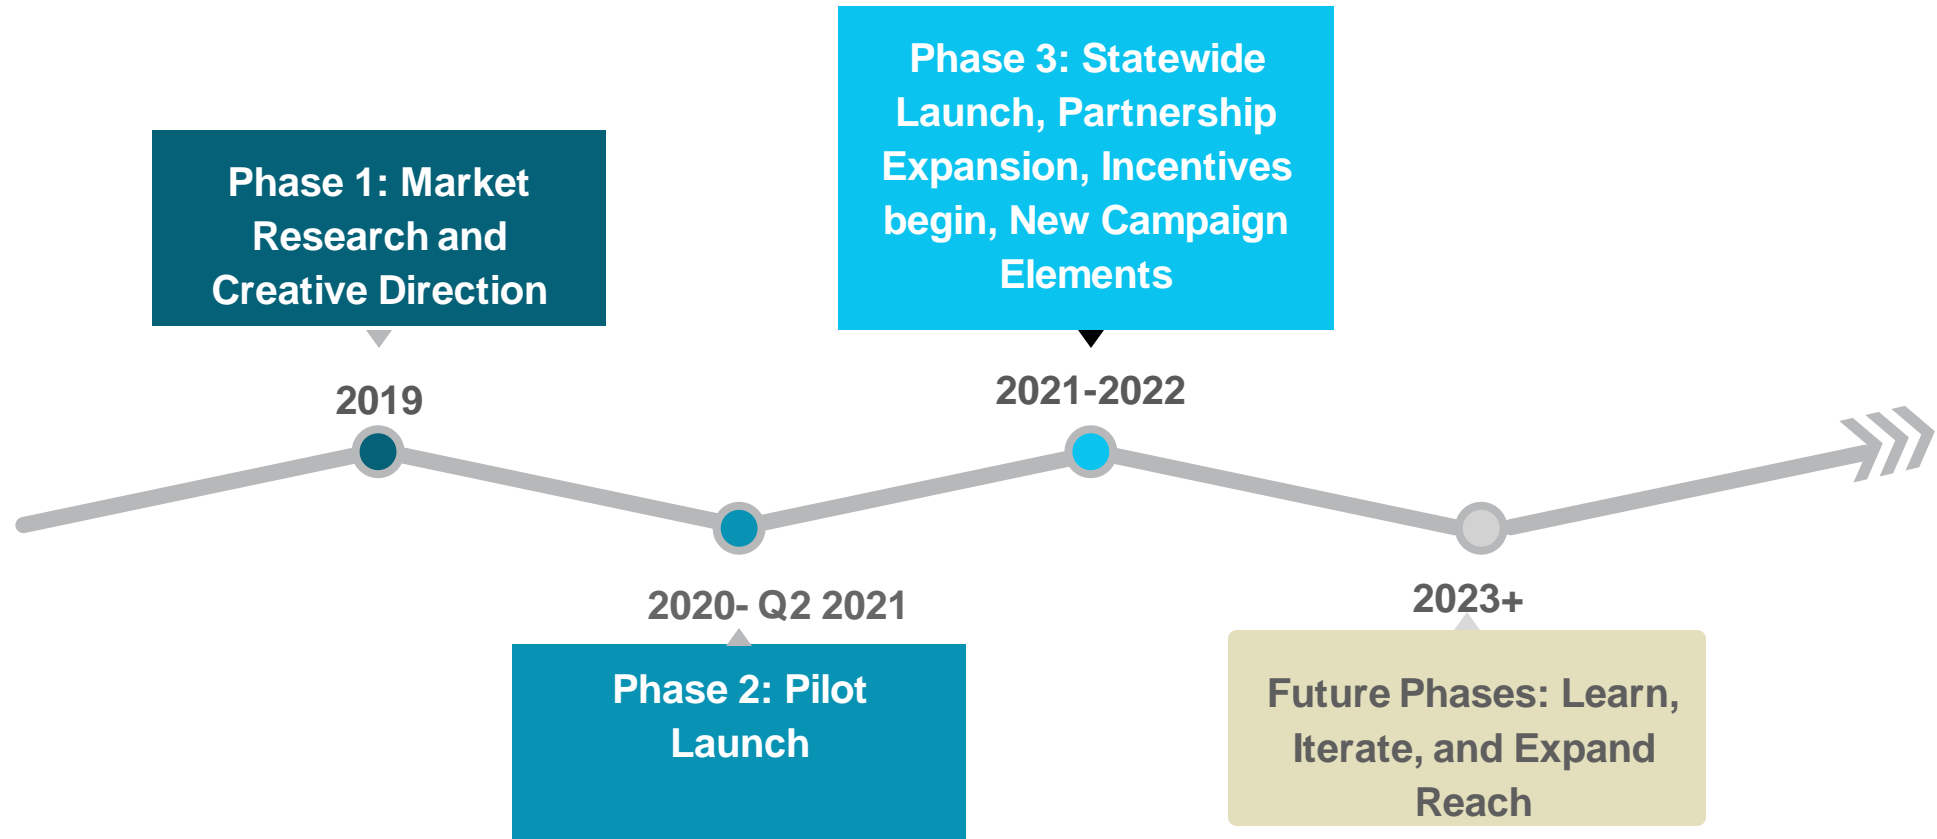 Phase 1: Market
Research and
Creative Direction
2019
2020- Q2 2021
Phase 2: Pilot
Launch
Phase 3: Statewide
Launch, Partnership
Expansion, Incentives
begin, New Campaign
Elements
2021-2022
2023+
Future Phases: Learn,
Iterate, and Expand
Reach